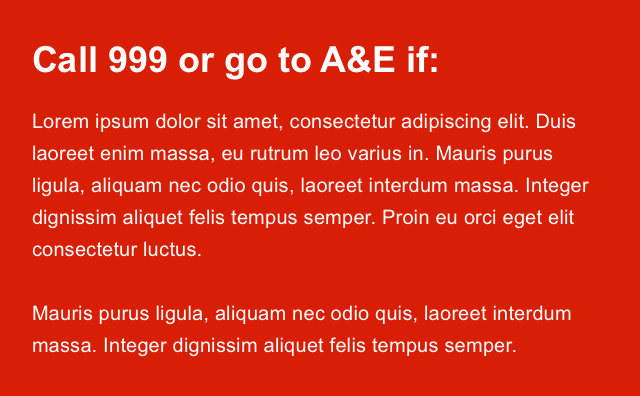 Call 999 or go to A&E if:
Lorem ipsum dolor sit amet, consectetur adipiscing elit. Duis
laoreet enim massa, eu rutrum leo varius in. Mauris purus
ligula, aliquam nec odio quis, laoreet interdum massa. Integer
dignissim aliquet felis tempus semper. Proin eu orci eget elit
consectetur luctus.
Mauris purus ligula, aliquam nec odio quis, laoreet interdum
massa. Integer dignissim aliquet felis tempus semper.